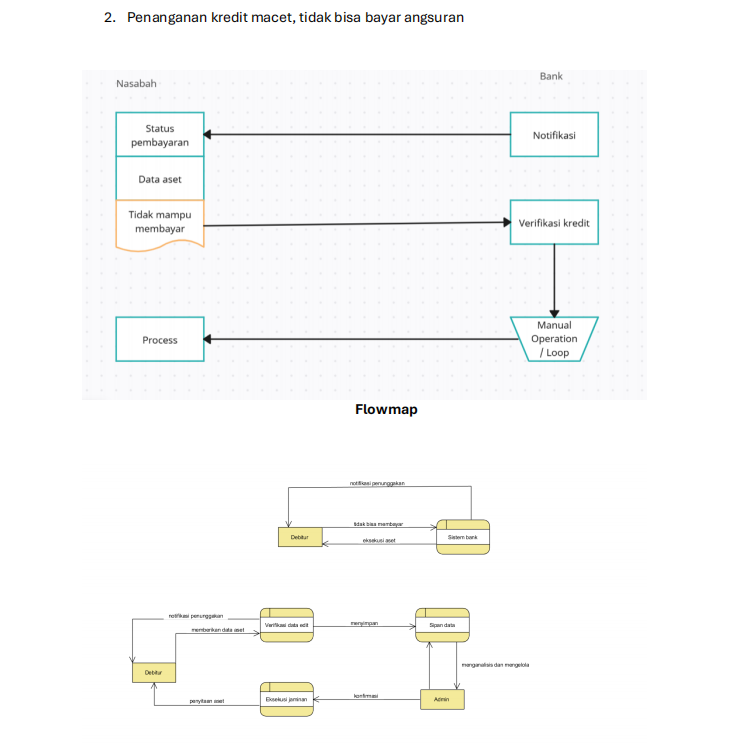 2. Penanganan kredit macet, tidak bisa bayar angsuran
Nasabah
Bank
Status
pembayaran
Notifikasi
Data aset
Tidak mampu
membayar
Verifikasi kredit
Process
Manual
Operation
/ Loop
Flowmap
notifikasi penunggakan
tidak bisa membayar
Debitur
Sistem bank
eksekusi aset
notifikasi penunggakan
memberikan data aset
Verifikasi data edit
menyimpan
Sipan data
Debitur
manganalisis dan mangelola
penyitaan aset
Eksekusi jaminan
konfirmasi
Admin